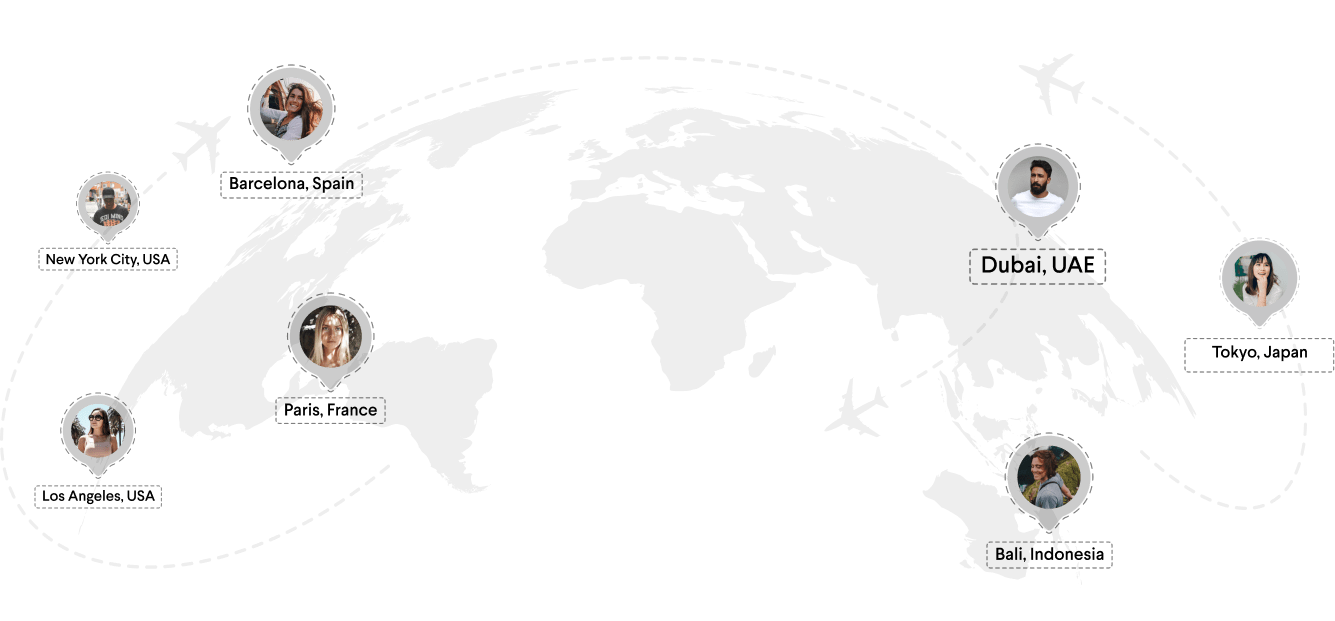 Barcelona, Spain
New York City, USA
Dubai, UAE
Tokyo, Japan
Paris, France
Los Angeles, USA
Bali, Indonesia